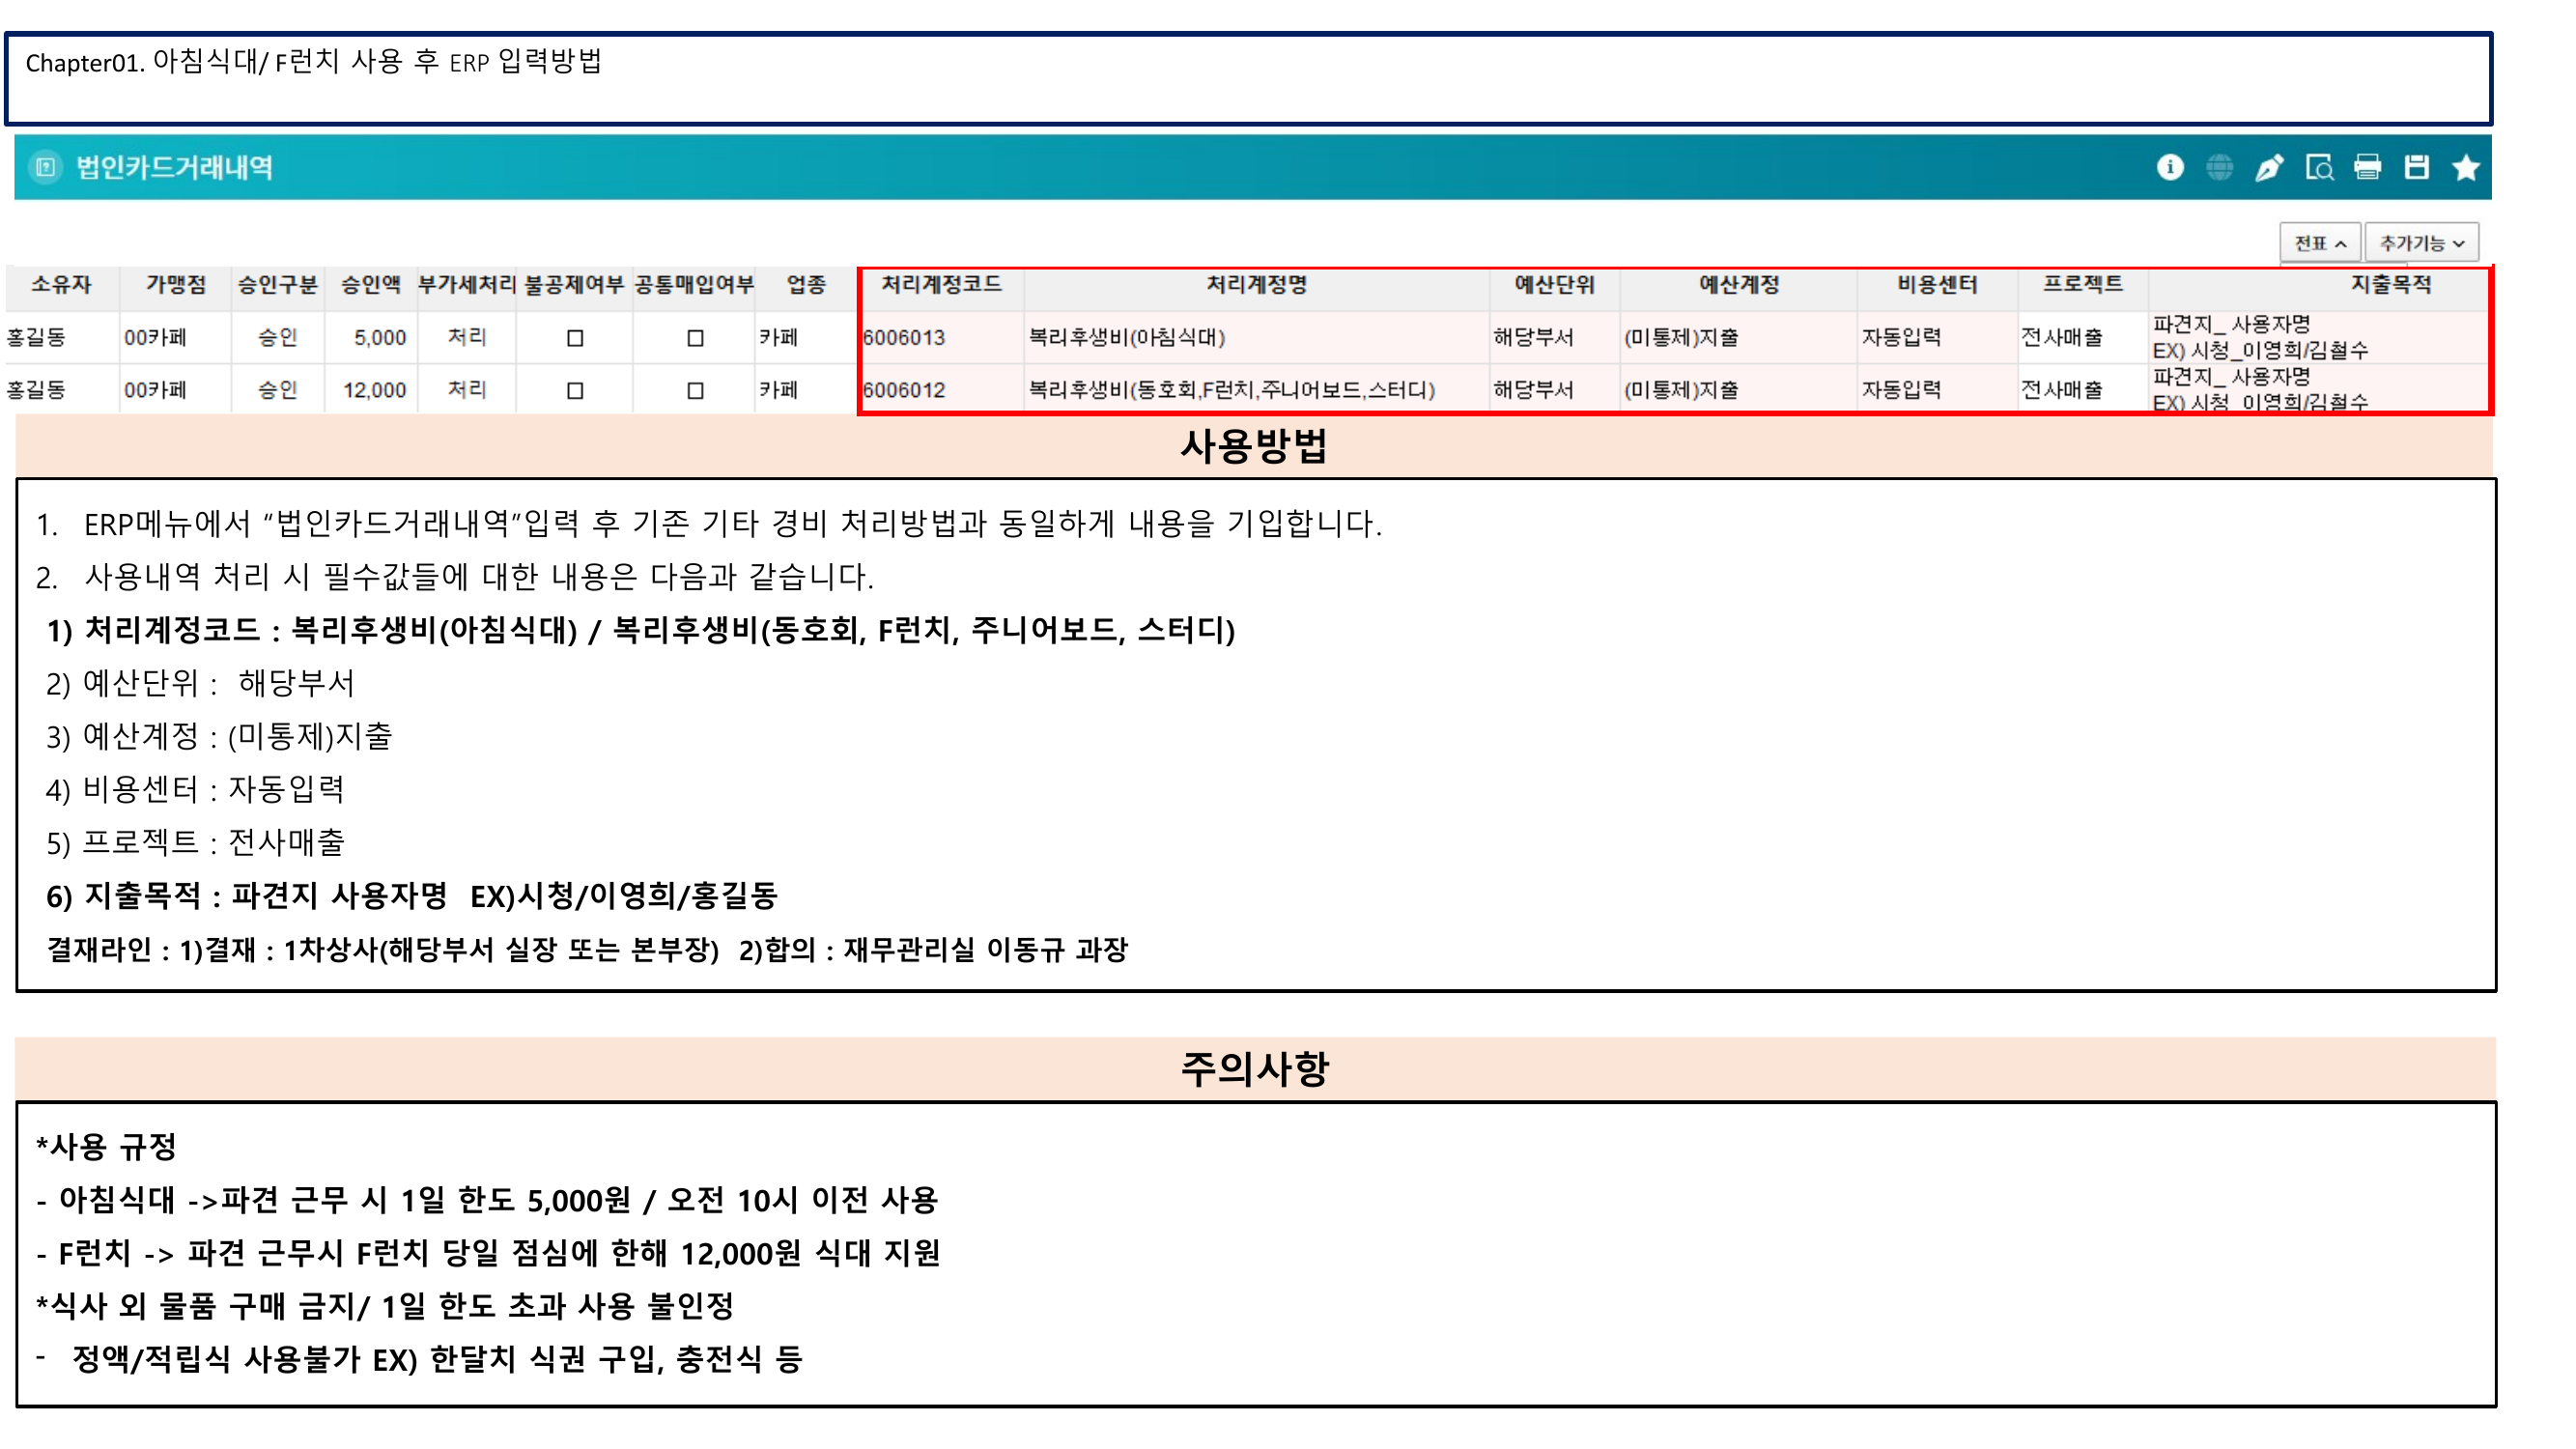 Chapter01. 아침식대/ F런치 사용 후 ERP 입력방법
법인카드거래내역
전표 추가기능
소유자 가맹점 승인구분 승인액 부가세처리 불공제여부 공통매입여부 업종 처리계정코드 처리계정명 예산단위 예산계정 비용센터 프로젝트 지출목적
홍길동 00카페 승인 5,000 처리 카페 6006013 복리후생비(아침식대) 해당부서 (미통제)지출 자동입력 전사매출 파견지_ 사용자명
EX) 시청_이영희/김철수
홍길동 00카페 승인 12,000 처리 카페 6006012 복리후생비(동호회,F런치,주니어보드,스터디) 해당부서 (미통제)지출 자동입력 전사매출 파견지_ 사용자명
EX) 시청_이영희/김철수
사용방법
1. ERP메뉴에서 “법인카드거래내역”입력 후 기존 기타 경비 처리방법과 동일하게 내용을 기입합니다.
2. 사용내역 처리 시 필수값들에 대한 내용은 다음과 같습니다.
1) 처리계정코드 : 복리후생비(아침식대) / 복리후생비(동호회, F런치, 주니어보드, 스터디)
2) 예산단위 : 해당부서
3) 예산계정 : (미통제)지출
4) 비용센터 : 자동입력
5) 프로젝트 : 전사매출
6) 지출목적 : 파견지 사용자명 EX)시청/이영희/홍길동
결재라인 : 1)결재 : 1차상사(해당부서 실장 또는 본부장) 2)합의 : 재무관리실 이동규 과장
주의사항
*사용 규정
- 아침식대 ->파견 근무 시 1일 한도 5,000원 / 오전 10시 이전 사용
- F런치 -> 파견 근무시 F런치 당일 점심에 한해 12,000원 식대 지원
*식사 외 물품 구매 금지/ 1일 한도 초과 사용 불인정
- 정액/적립식 사용불가 EX) 한달치 식권 구입, 충전식 등